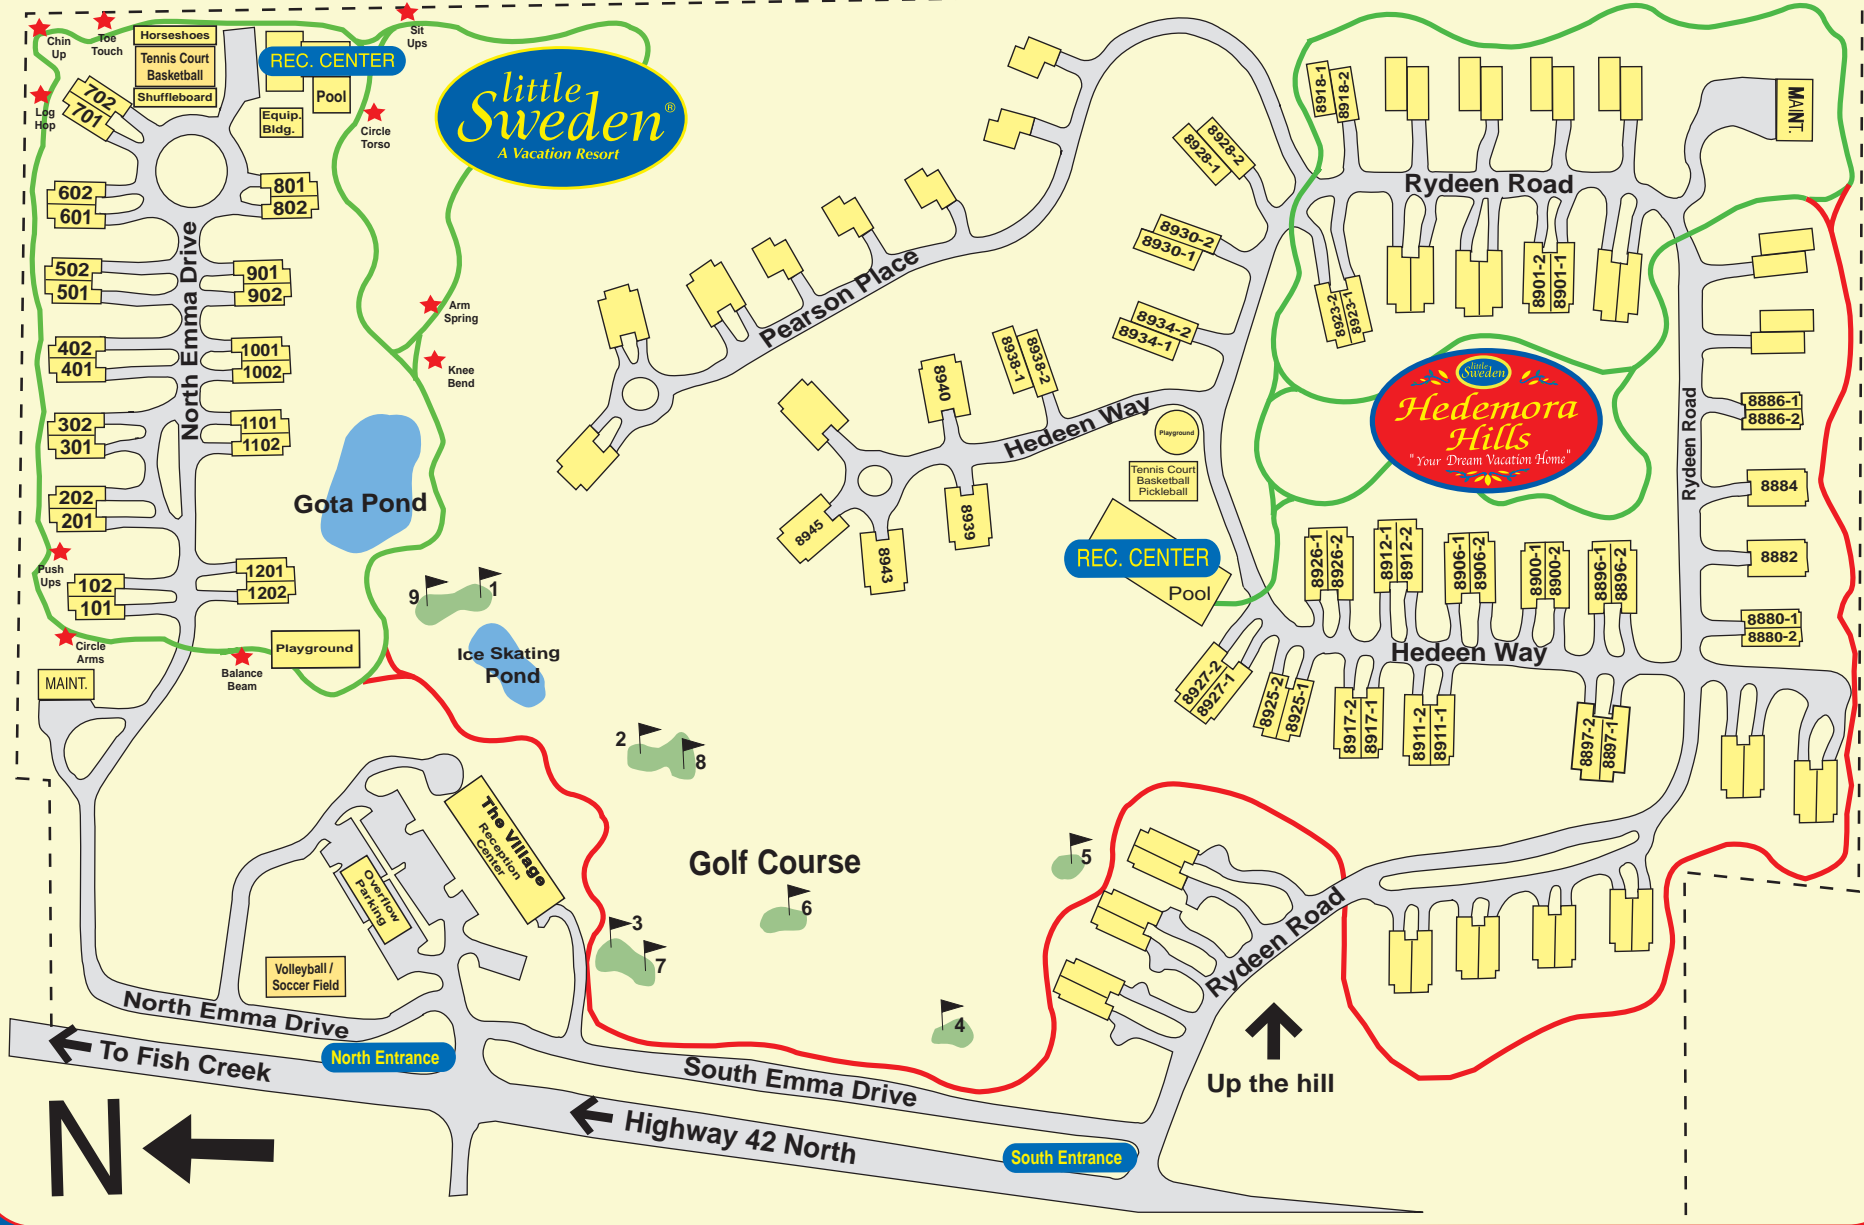 Chin
Up
Toe
Touch
Horseshoes
Tennis Court
Basketball
Shuffleboard
REC. CENTER
Pool
Equip.
Bldg.
Sit
Ups
Circle
Torso
Log
Hop
little
Sweden®
A Vacation Resort
702
701
602
601
801
802
502
501
901
902
402
401
1001
1002
302
301
1101
1102
202
201
102
101
1201
1202
North Emma Drive
Arm
Spring
Knee
Bend
Gota Pond
Push
Ups
Circle
Arms
Balance
Beam
Playground
MAINT.
9
1
Ice Skating
Pond
2
8
The Village
Reception
Center
Overflow
Parking
Volleyball /
Soccer Field
Golf Course
3
7
6
5
4
North Emma Drive
North Entrance
To Fish Creek
South Emma Drive
Highway 42 North
South Entrance
N
Up the hill
Rydeen Road
Pearson Place
Hedeen Way
8940
8938-1
8938-2
8939
8943
8945
8928-2
8928-1
8930-2
8930-1
8934-2
8934-1
Playground
Tennis Court
Basketball
Pickleball
REC. CENTER
Pool
8918-1
8918-2
Rydeen Road
MAINT.
8923-2
8923-1
8901-2
8901-1
little
Sweden
Hedemora
Hills
"Your Dream Vacation Home"
Rydeen Road
8886-1
8886-2
8884
8882
8880-1
8880-2
8926-1
8926-2
8912-1
8912-2
8906-1
8906-2
8900-1
8900-2
8896-1
8896-2
Hedeen Way
8927-2
8927-1
8925-2
8925-1
8917-2
8917-1
8911-2
8911-1
8897-2
8897-1